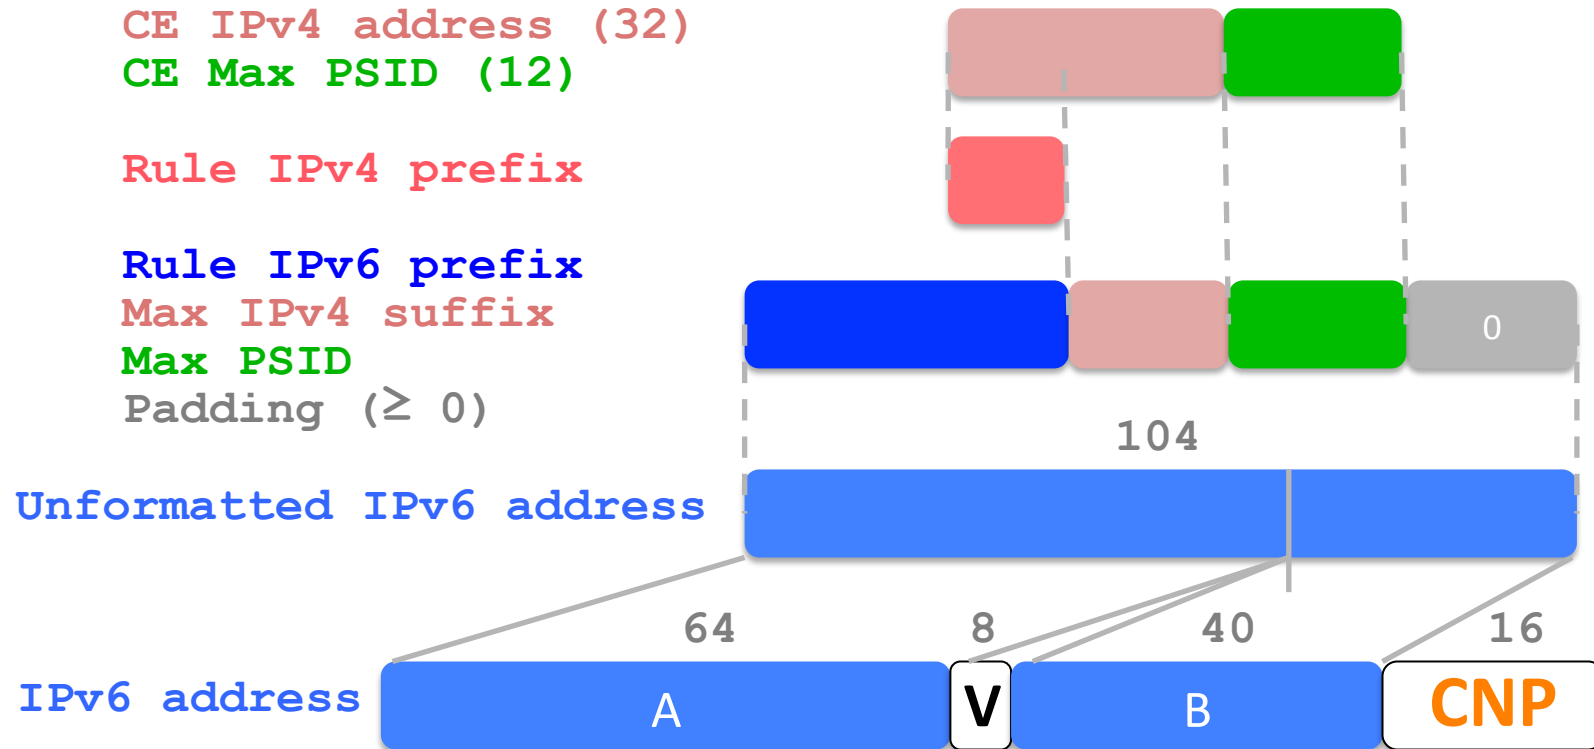 CE IPv4 address (32)
CE Max PSID (12)
Rule IPv4 prefix
Rule IPv6 prefix
Max IPv4 suffix
Max PSID
0
Padding (≥ 0)
104
Unformatted IPv6 address
64 8 40 16
IPv6 address A V B CNP